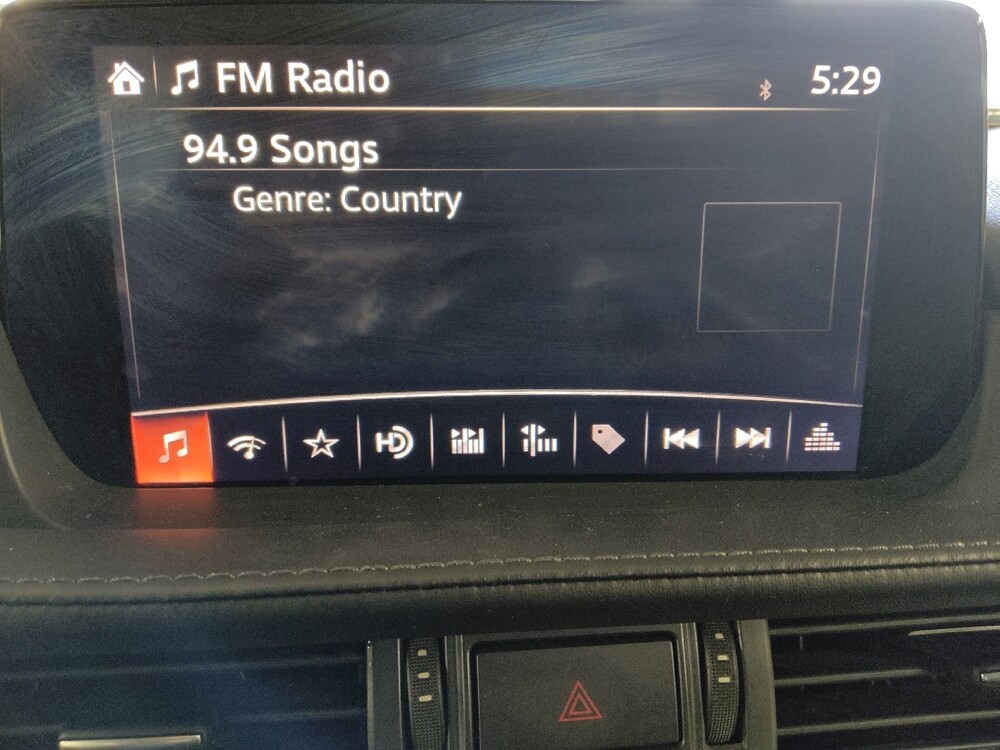 FM Radio 5:29
94.9 Songs
Genre: Country
HD